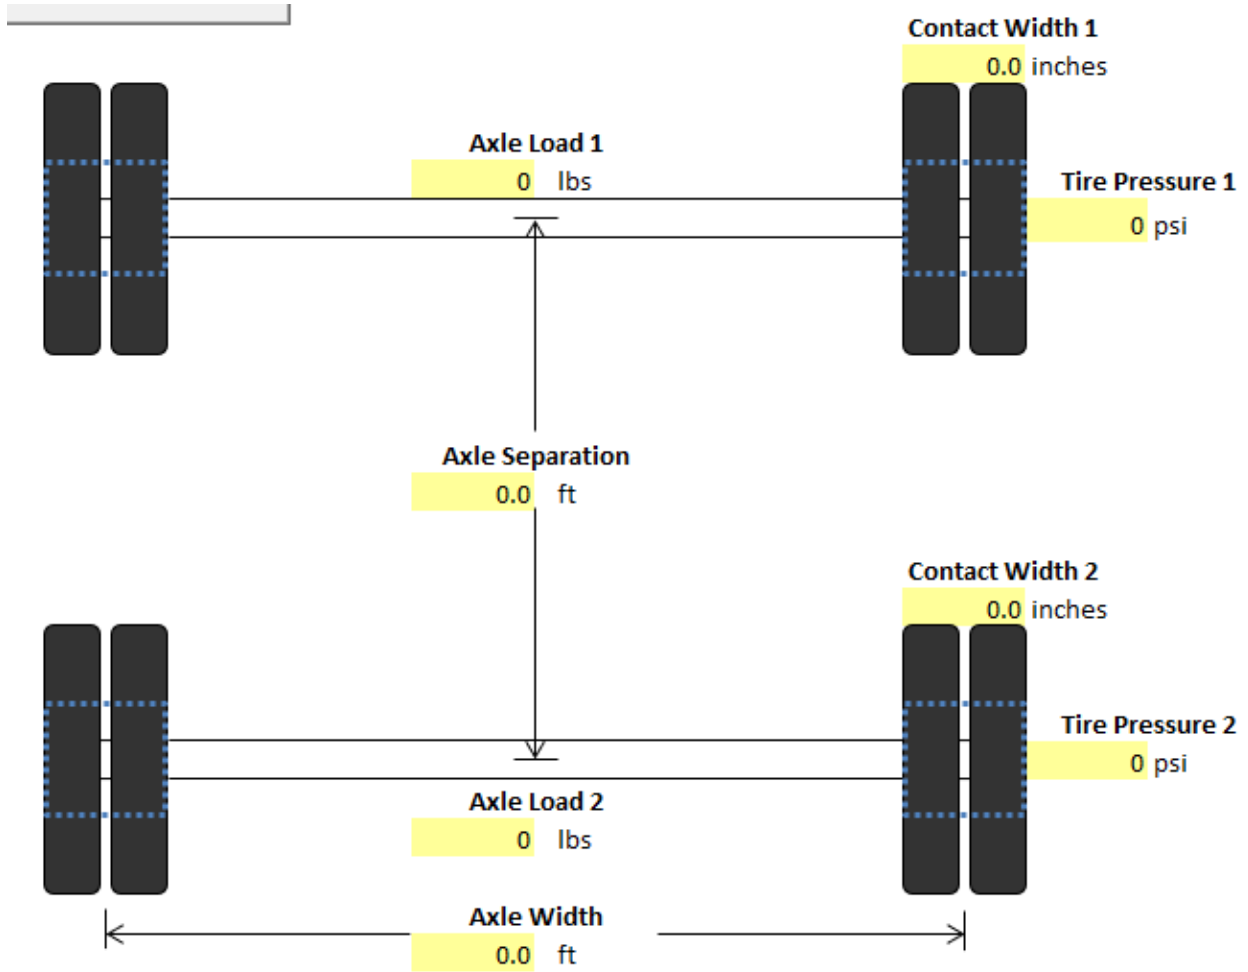 Contact Width 1
0.0 inches
Axle Load 1
0 lbs
Tire Pressure 1
0 psi
Axle Separation
0.0 ft
Contact Width 2
0.0 inches
Tire Pressure 2
0 psi
Axle Load 2
0 lbs
Axle Width
0.0 ft